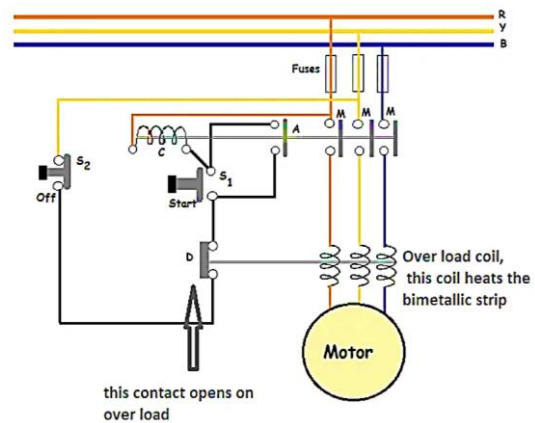 R
Y
B
Fuses
M
M
M
A
C
S2
S1
Off
Start
D
Over load coil,
this coil heats the
bimetallic strip
Motor
this contact opens on
over load